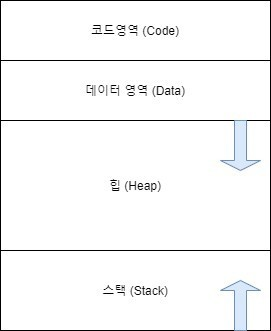 코드영역 (Code)
데이터 영역 (Data)
힙 (Heap)
스택 (Stack)